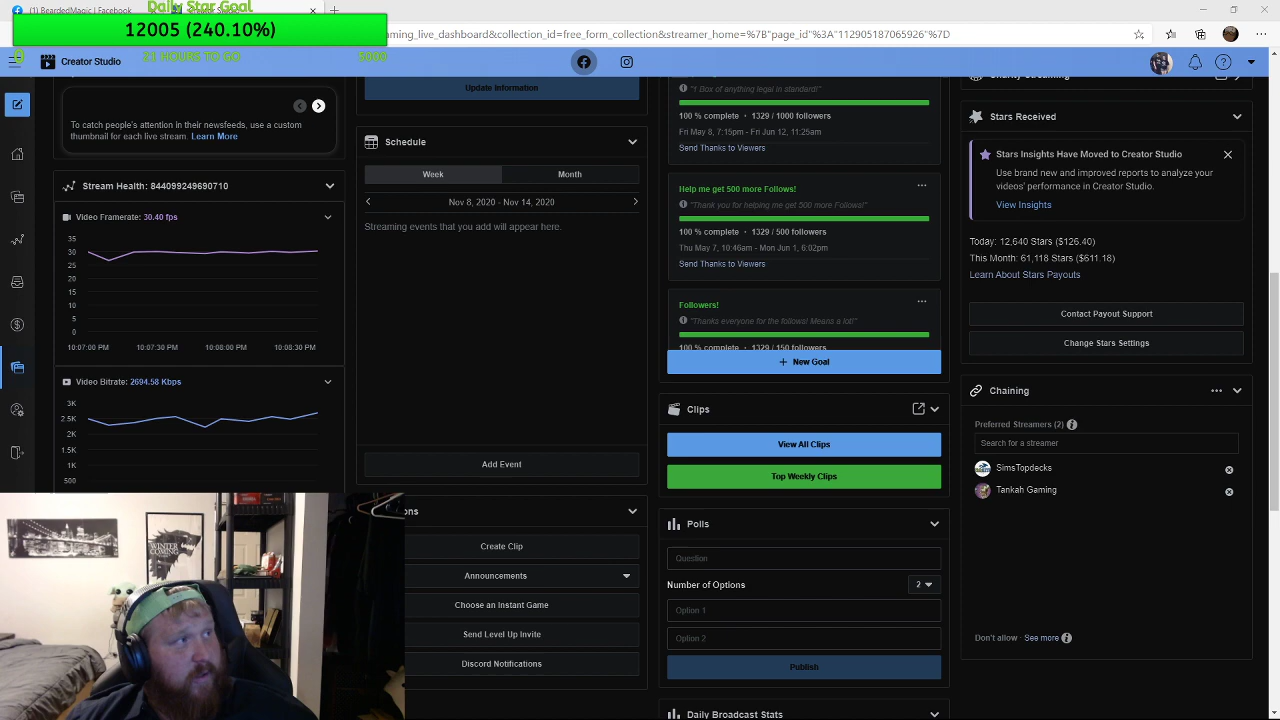 Daily Star Goal
12005 (240.10%)
0
21 HOURS TO GO
5000
(3) Facebook
aming_live_dashboard&collection_id=free_form_collection&streamer_home=%7B"page_id%3A"112905187065926"%7D
Creator Studio
To catch people's attention in their newsfeeds, use a custom
thumbnail for each live stream. Learn More
Stream Health: 844099249690710
Video Framerate: 30.40 fps
35
30
25
20
15
10
5
0
10:07:00 PM
10:07:30 PM
10:08:00 PM
10:08:30 PM
Video Bitrate: 2694.58 Kbps
3K
2.5K
2K
1.5K
1K
500
WINTER
COMING
Update Information
Schedule
Week
Month
Nov 8, 2020 - Nov 14, 2020
Streaming events that you add will appear here.
Add Event
ons
Create Clip
Announcements
Choose an Instant Game
Send Level Up Invite
Discord Notifications
"1 Box of anything legal in standard!"
100 % complete • 1329 / 1000 followers
Fri May 8, 7:15pm - Fri Jun 12, 11:25am
Send Thanks to Viewers
Help me get 500 more Follows!
"Thank you for helping me get 500 more Follows!"
100 % complete • 1329 / 500 followers
Thu May 7, 10:46am - Mon Jun 1, 6:02pm
Send Thanks to Viewers
Followers!
"Thanks everyone for the follows! Means a lot!"
100 % complete • 1329 / 150 followers
+ New Goal
Clips
View All Clips
Top Weekly Clips
Polls
Question
Number of Options
2
Option 1
Option 2
Publish
Daily Broadcast Stats
Charity Streaming
Stars Received
Stars Insights Have Moved to Creator Studio
Use brand new and improved reports to analyze your
videos' performance in Creator Studio.
View Insights
Today: 12,640 Stars ($126.40)
This Month: 61,118 Stars ($611.18)
Learn About Stars Payouts
Contact Payout Support
Change Stars Settings
Chaining
Preferred Streamers (2)
Search for a streamer
SimsTopdecks
Tankah Gaming
Don't allow · See more